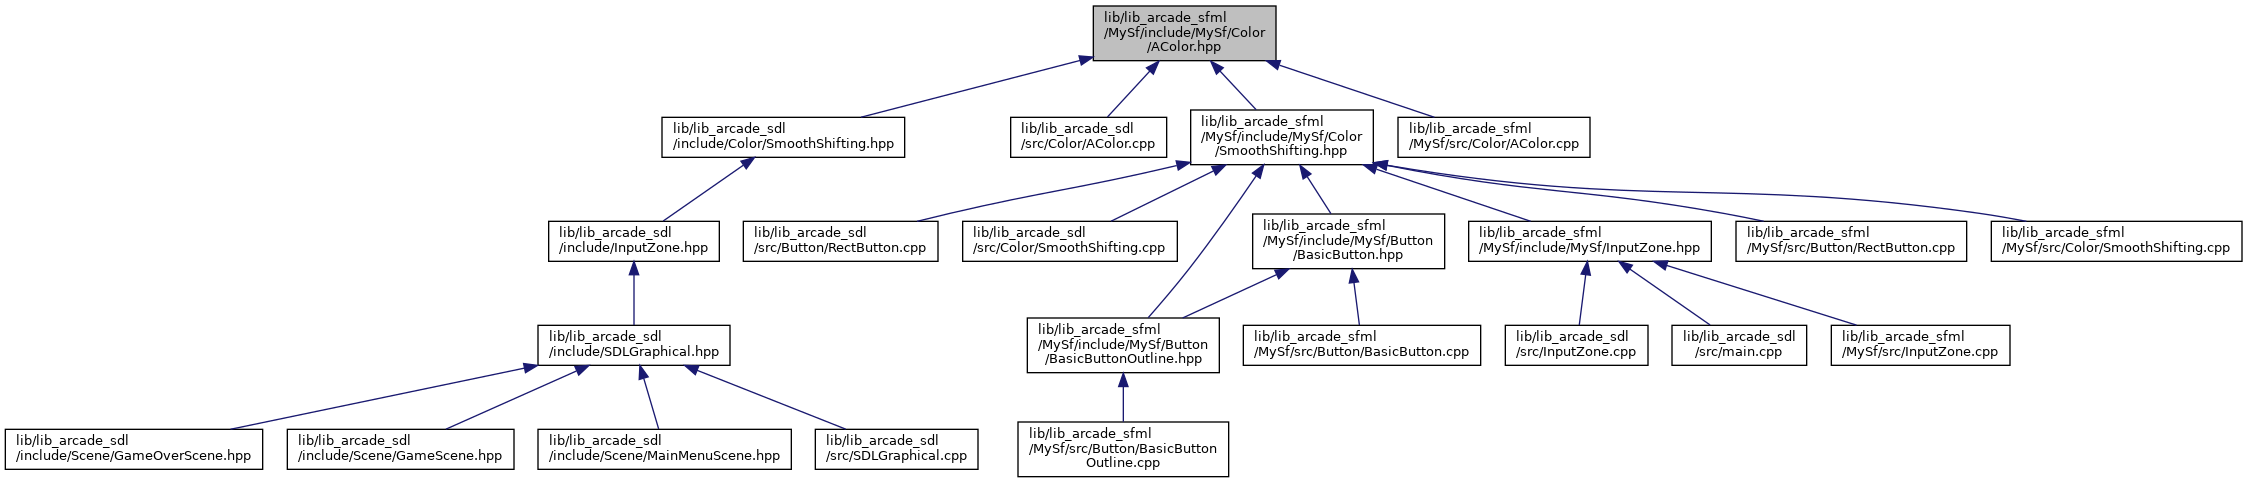 lib/lib_arcade_sfml
/MySf/include/MySf/Color
/AColor.hpp
lib/lib_arcade_sdl
/include/Color/SmoothShifting.hpp
lib/lib_arcade_sdl
/src/Color/AColor.cpp
lib/lib_arcade_sfml
/MySf/include/MySf/Color
/SmoothShifting.hpp
lib/lib_arcade_sfml
/MySf/src/Color/AColor.cpp
lib/lib_arcade_sdl
/include/InputZone.hpp
lib/lib_arcade_sdl
/src/Button/RectButton.cpp
lib/lib_arcade_sdl
/src/Color/SmoothShifting.cpp
lib/lib_arcade_sfml
/MySf/include/MySf/Button
/BasicButton.hpp
lib/lib_arcade_sfml
/MySf/include/MySf/InputZone.hpp
lib/lib_arcade_sfml
/MySf/src/Button/RectButton.cpp
lib/lib_arcade_sfml
/MySf/src/Color/SmoothShifting.cpp
lib/lib_arcade_sdl
/include/SDLGraphical.hpp
lib/lib_arcade_sfml
/MySf/include/MySf/Button
/BasicButtonOutline.hpp
lib/lib_arcade_sfml
/MySf/src/Button/BasicButton.cpp
lib/lib_arcade_sdl
/src/InputZone.cpp
lib/lib_arcade_sdl
/src/main.cpp
lib/lib_arcade_sfml
/MySf/src/InputZone.cpp
lib/lib_arcade_sdl
/include/Scene/GameOverScene.hpp
lib/lib_arcade_sdl
/include/Scene/GameScene.hpp
lib/lib_arcade_sdl
/include/Scene/MainMenuScene.hpp
lib/lib_arcade_sdl
/src/SDLGraphical.cpp
lib/lib_arcade_sfml
/MySf/src/Button/BasicButton
Outline.cpp